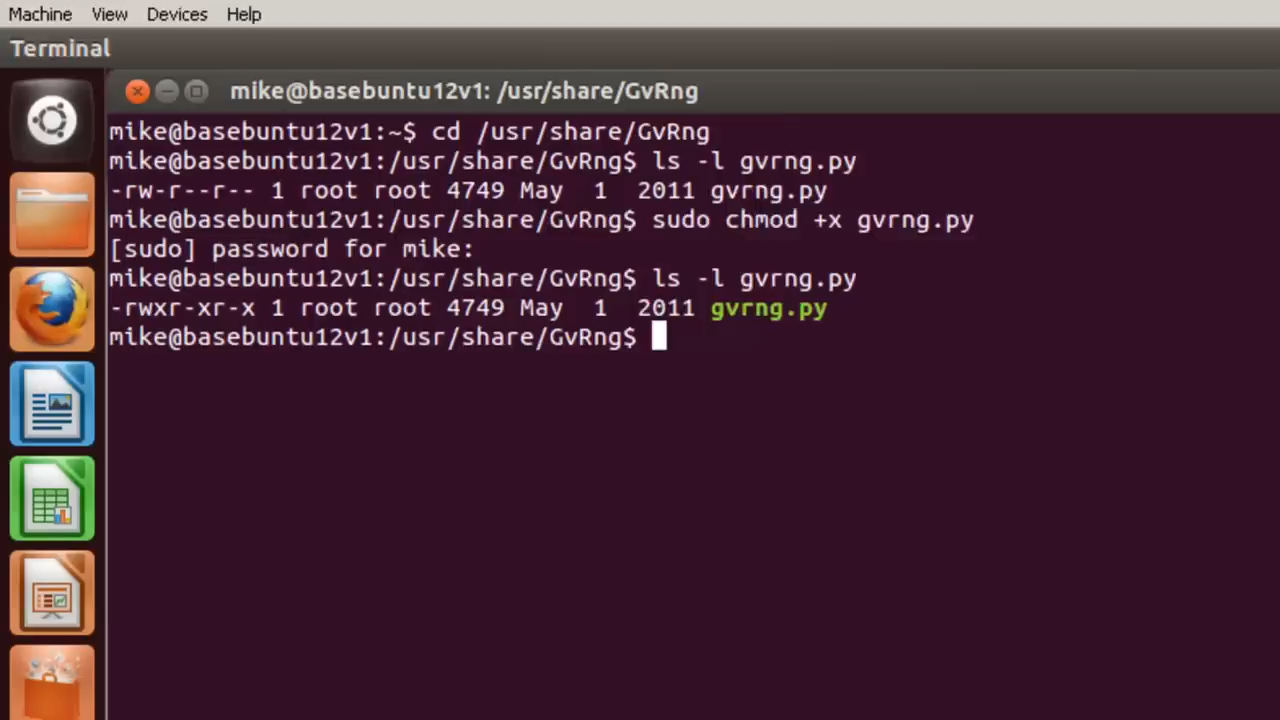 Machine View Devices Help
Terminal
mike@basebuntu12v1: /usr/share/GvRng
mike@basebuntu12v1:~$ cd /usr/share/GvRng
mike@basebuntu12v1:/usr/share/GvRng$ ls -l gvrng.py
-rw-r--r-- 1 root root 4749 May  1  2011 gvrng.py
mike@basebuntu12v1:/usr/share/GvRng$ sudo chmod +x gvrng.py
[sudo] password for mike:
mike@basebuntu12v1:/usr/share/GvRng$ ls -l gvrng.py
-rwxr-xr-x 1 root root 4749 May  1  2011 gvrng.py
mike@basebuntu12v1:/usr/share/GvRng$